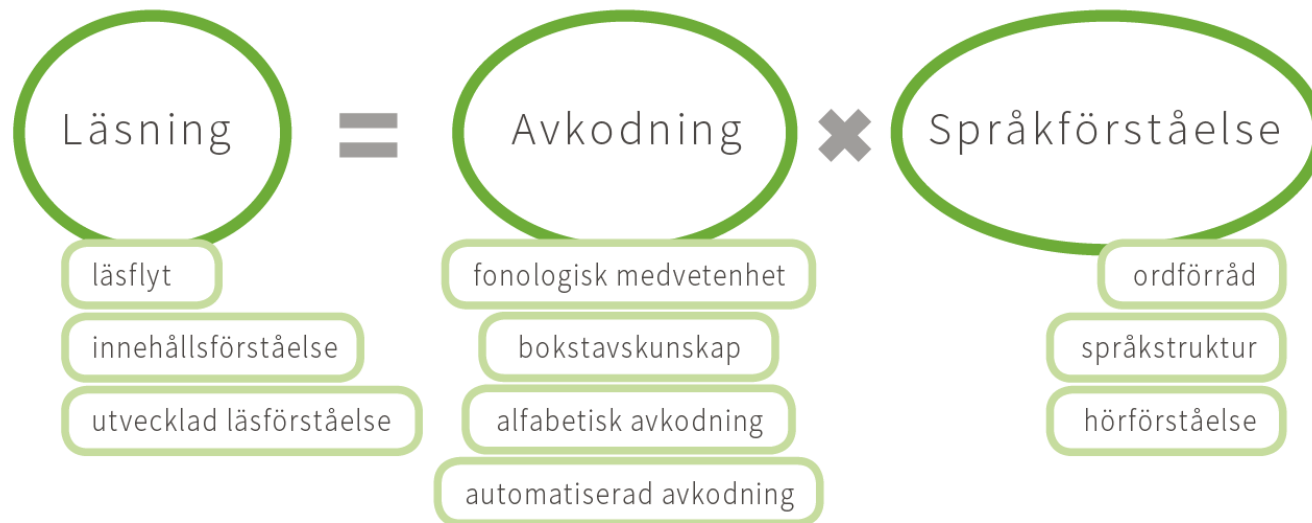 Läsning = Avkodning × Språkförståelse
läsflyt
innehållsförståelse
utvecklad läsförståelse
fonologisk medvetenhet
bokstavskunskap
alfabetisk avkodning
automatiserad avkodning
ordförråd
språkstruktur
hörförståelse